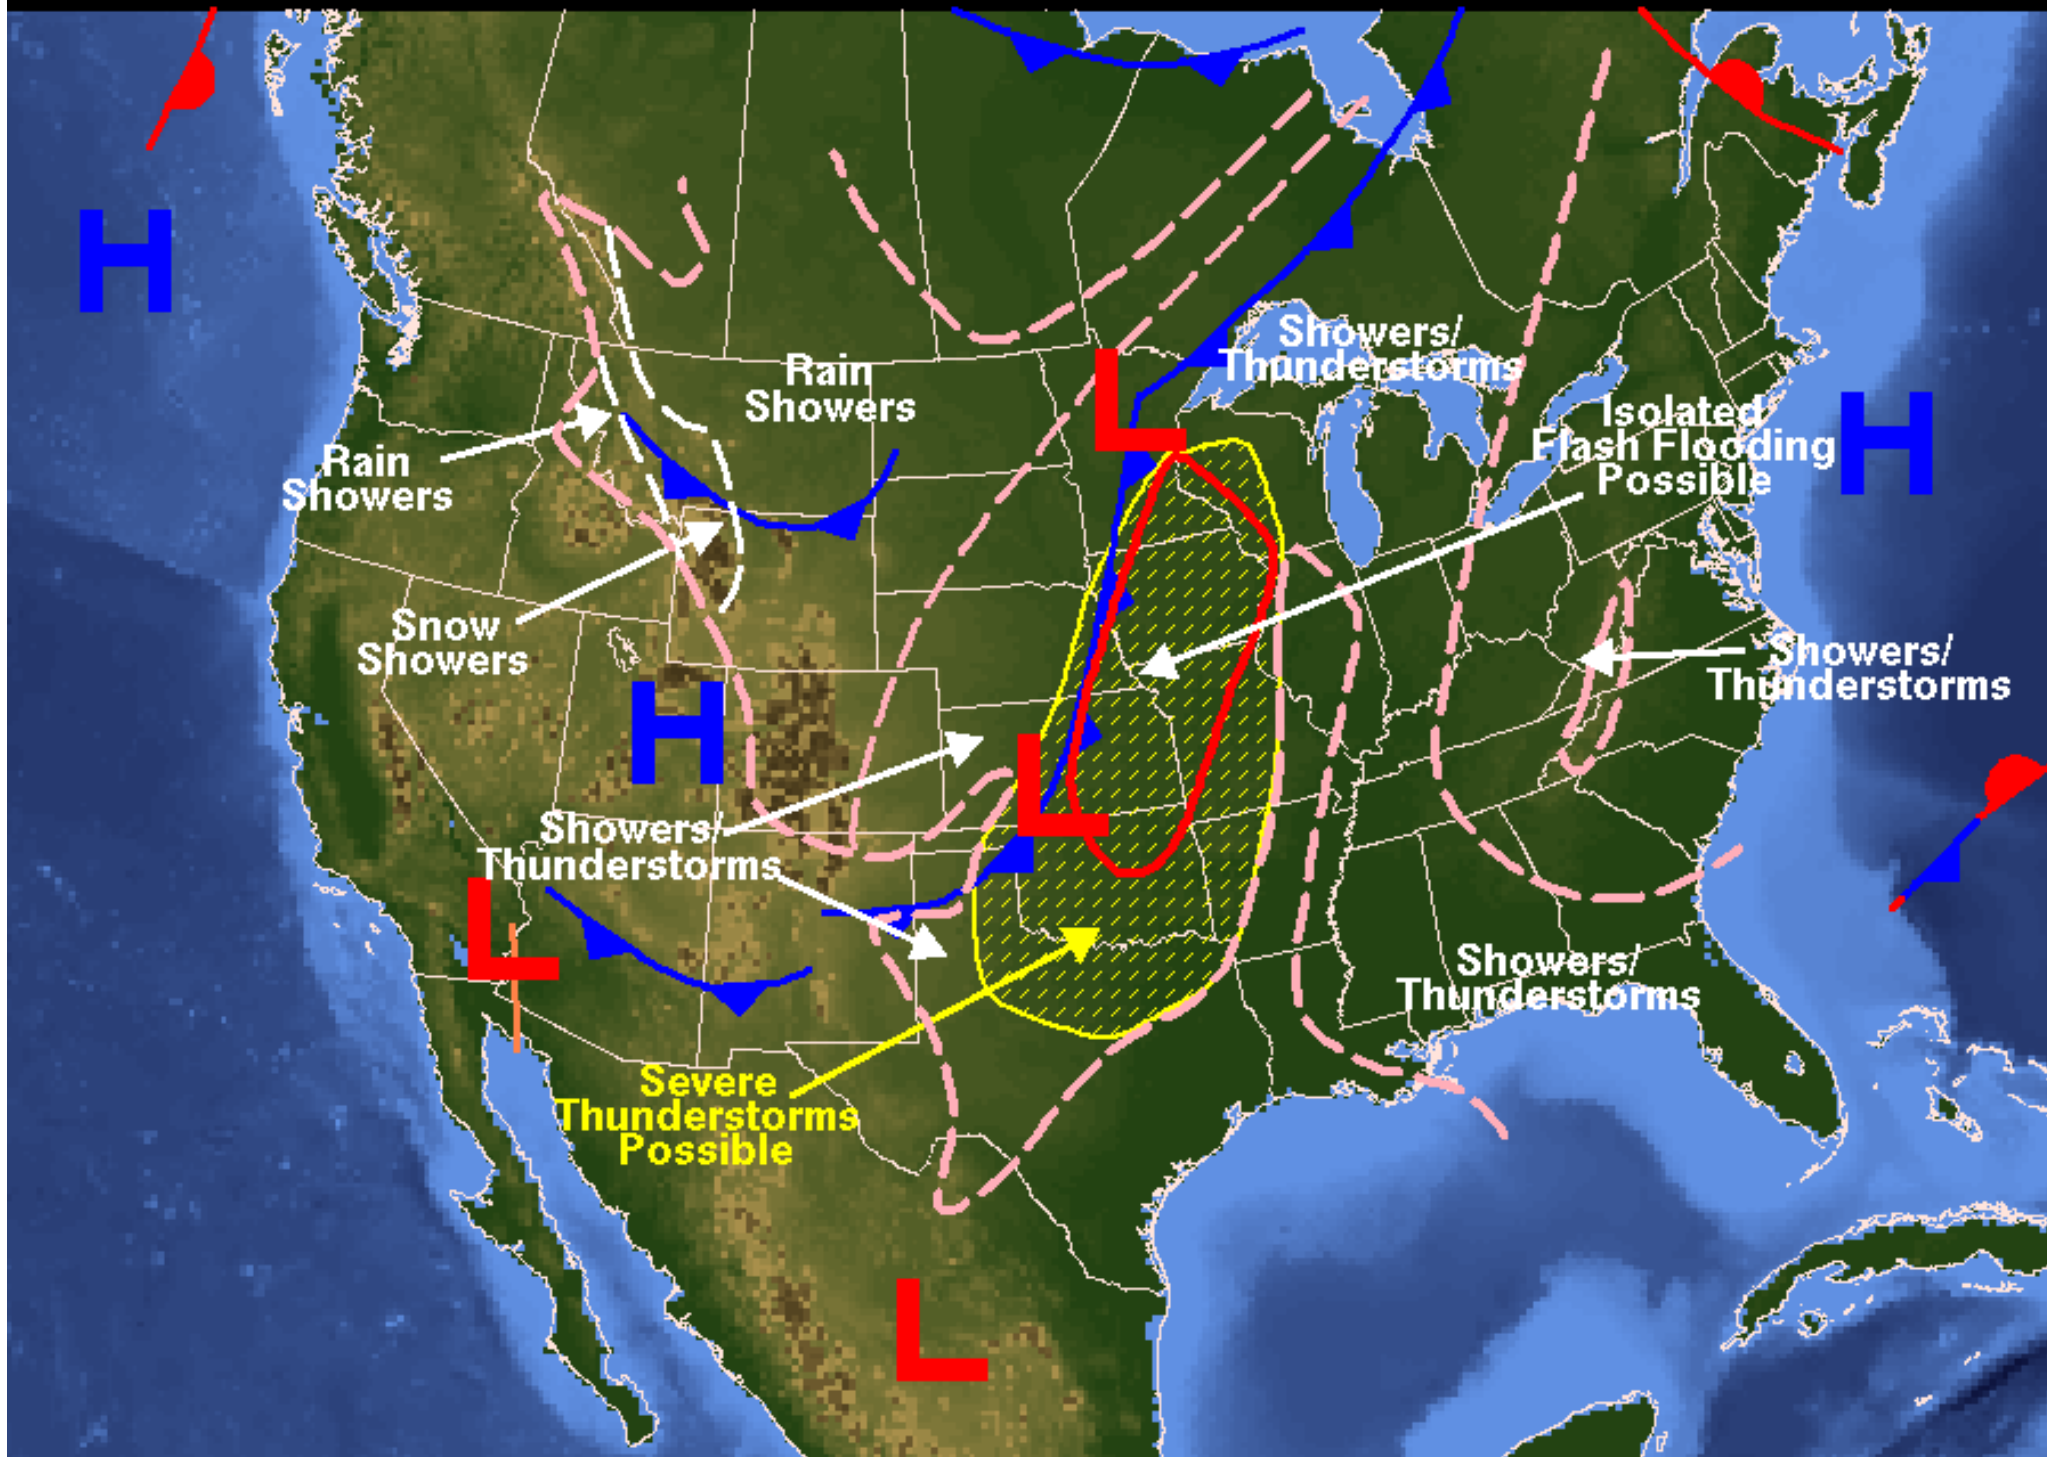 H
Rain
Showers
Showers/
Thunderstorms
L
Isolated
Flash Flooding
Possible
H
Rain
Showers
Snow
Showers
Showers/
Thunderstorms
H
L
Showers/
Thunderstorms
L
Showers/
Thunderstorms
Severe
Thunderstorms
Possible
L